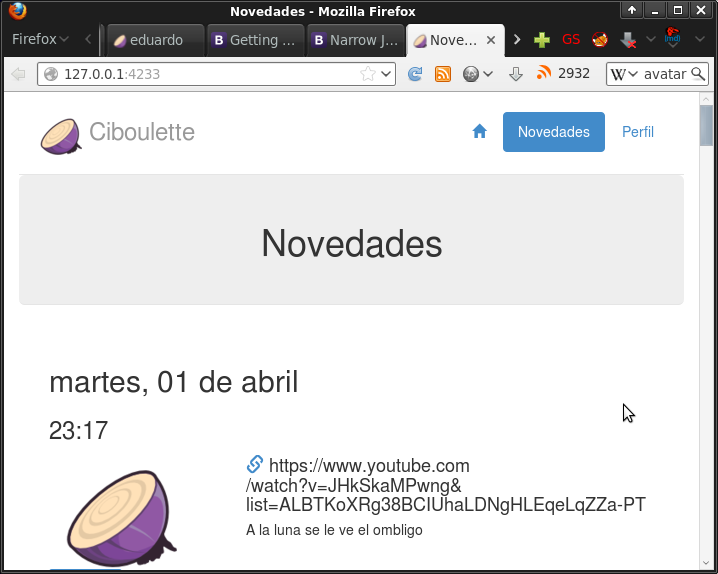 Novedades - Mozilla Firefox
Firefox
eduardo
B Getting ...
B Narrow J...
Nove...
GS
127.0.0.1:4233
2932
W
avatar
Ciboulette
Novedades
Perfil
Novedades
martes, 01 de abril
23:17
https://www.youtube.com
/watch?v=JHkSkaMPwng&
list=ALBTKoXRg38BCIUhaLDNgHLEqeLqZZa-PT
A la luna se le ve el ombligo